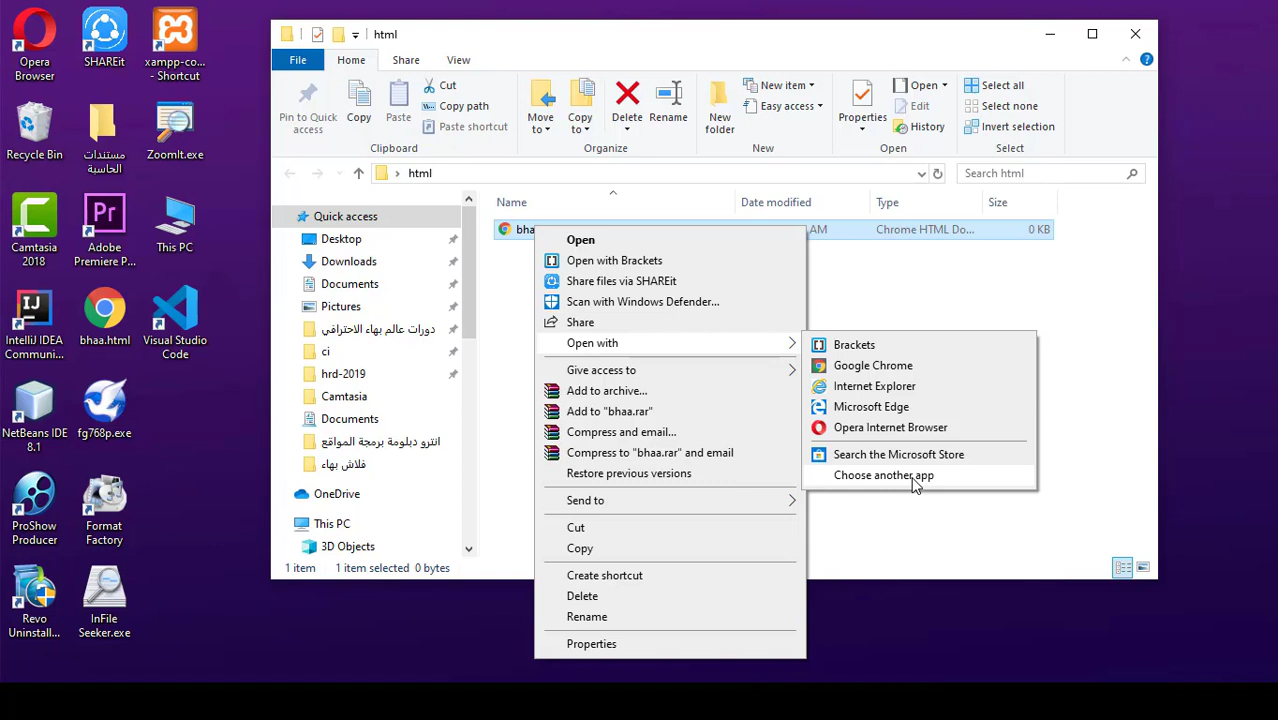 Opera
Browser
SHAREit
xampp-co...
- Shortcut
Recycle Bin
مستندات
الحاسبة
ZoomIt.exe
Camtasia
2018
Adobe
Premiere P...
This PC
IntelliJ IDEA
Communi...
bhaa.html
Visual Studio
Code
NetBeans IDE
8.1
fg768p.exe
ProShow
Producer
Format
Factory
Revo
Uninstall...
InFile
Seeker.exe
html
File
Home
Share
View
Pin to Quick
access
Copy
Paste
Cut
Copy path
Paste shortcut
Clipboard
Move
to
Copy
to
Delete
Rename
Organize
New
folder
New item
Easy access
New
Properties
Open
Edit
History
Open
Select all
Select none
Invert selection
Select
html
Search html
Quick access
Desktop
Downloads
Documents
Pictures
دورات عالم بهاء الاحترافي
ci
hrd-2019
Camtasia
Documents
انترو دبلومة برمجة المواقع
فلاش بهاء
OneDrive
This PC
3D Objects
Name
Date modified
Type
Size
AM
Chrome HTML Do...
0 KB
Open
Open with Brackets
Share files via SHAREit
Scan with Windows Defender...
Share
Open with
Give access to
Add to archive...
Add to "bhaa.rar"
Compress and email...
Compress to "bhaa.rar" and email
Restore previous versions
Send to
Cut
Copy
Create shortcut
Delete
Rename
Properties
Brackets
Google Chrome
Internet Explorer
Microsoft Edge
Opera Internet Browser
Search the Microsoft Store
Choose another app
1 item
1 item selected 0 bytes